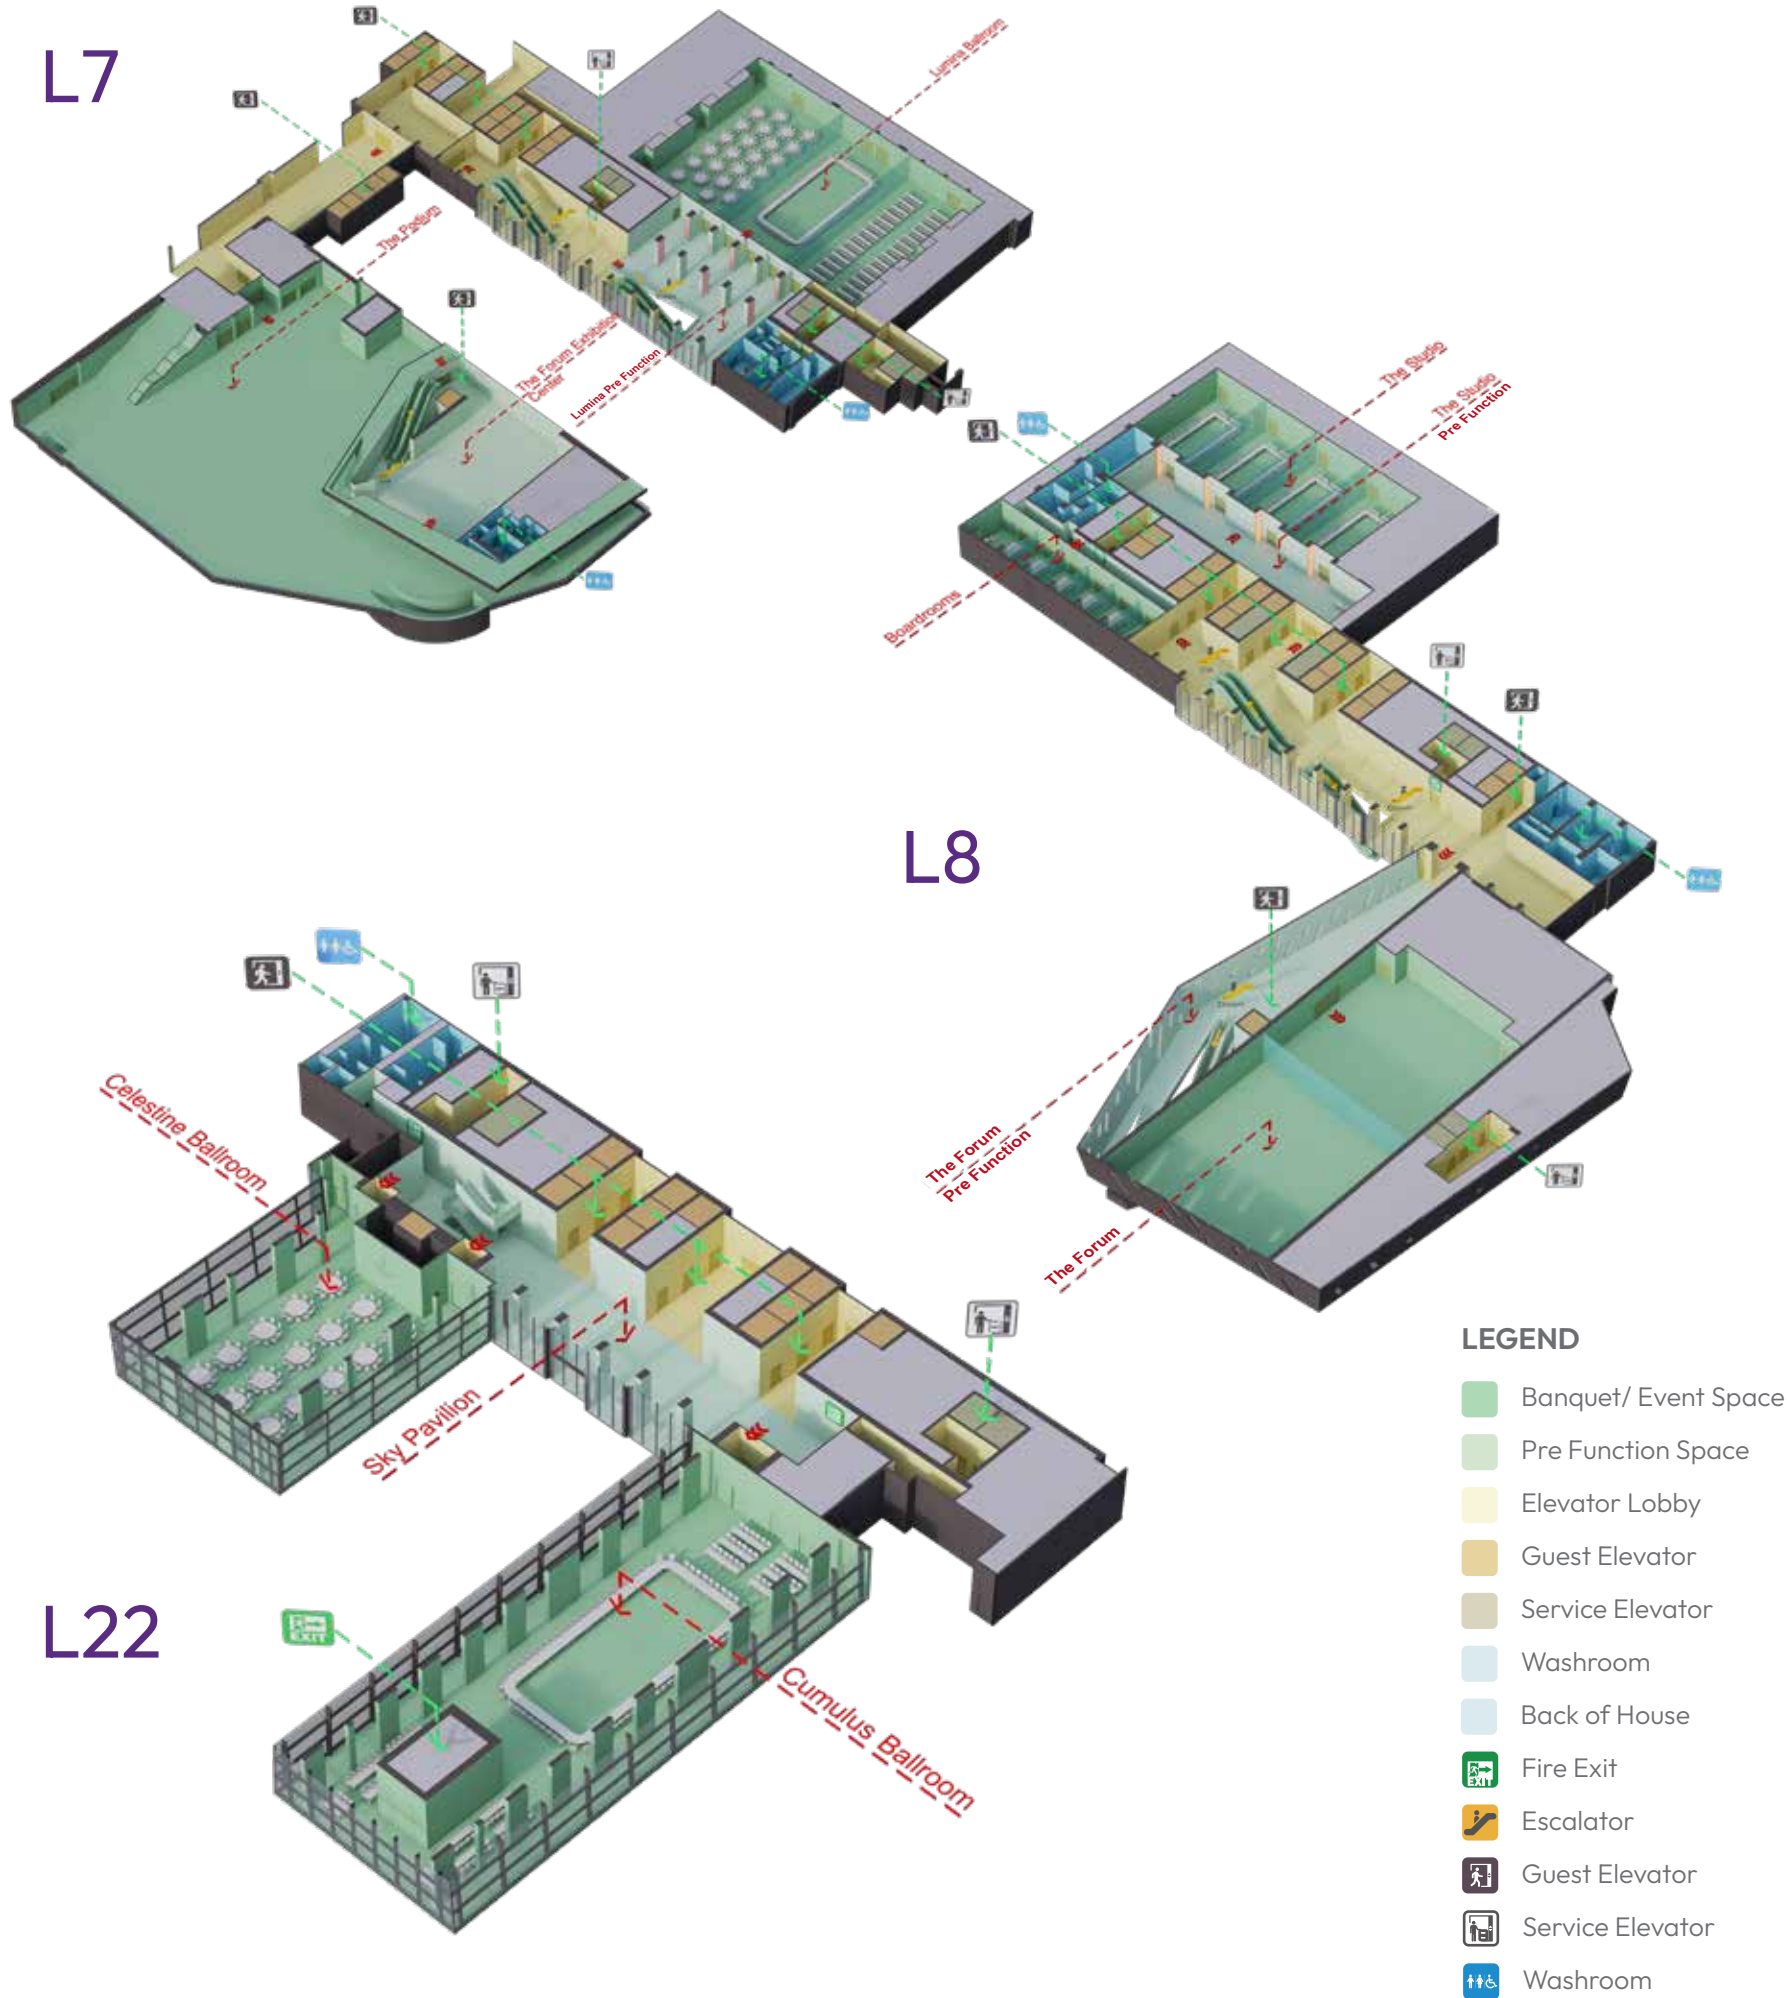 L7
Lumina Ballroom
The Podium
The Forum Exhibition
Center
Lumina Pre Function
The Studio
The Studio
Pre Function
Boardrooms
L8
The Forum
Pre Function
The Forum
Celestine Ballroom
Sky Pavilion
L22
EXIT
Cumulus Ballroom
LEGEND
Banquet/ Event Space
Pre Function Space
Elevator Lobby
Guest Elevator
Service Elevator
Washroom
Back of House
EXIT
Fire Exit
Escalator
Guest Elevator
Service Elevator
Washroom